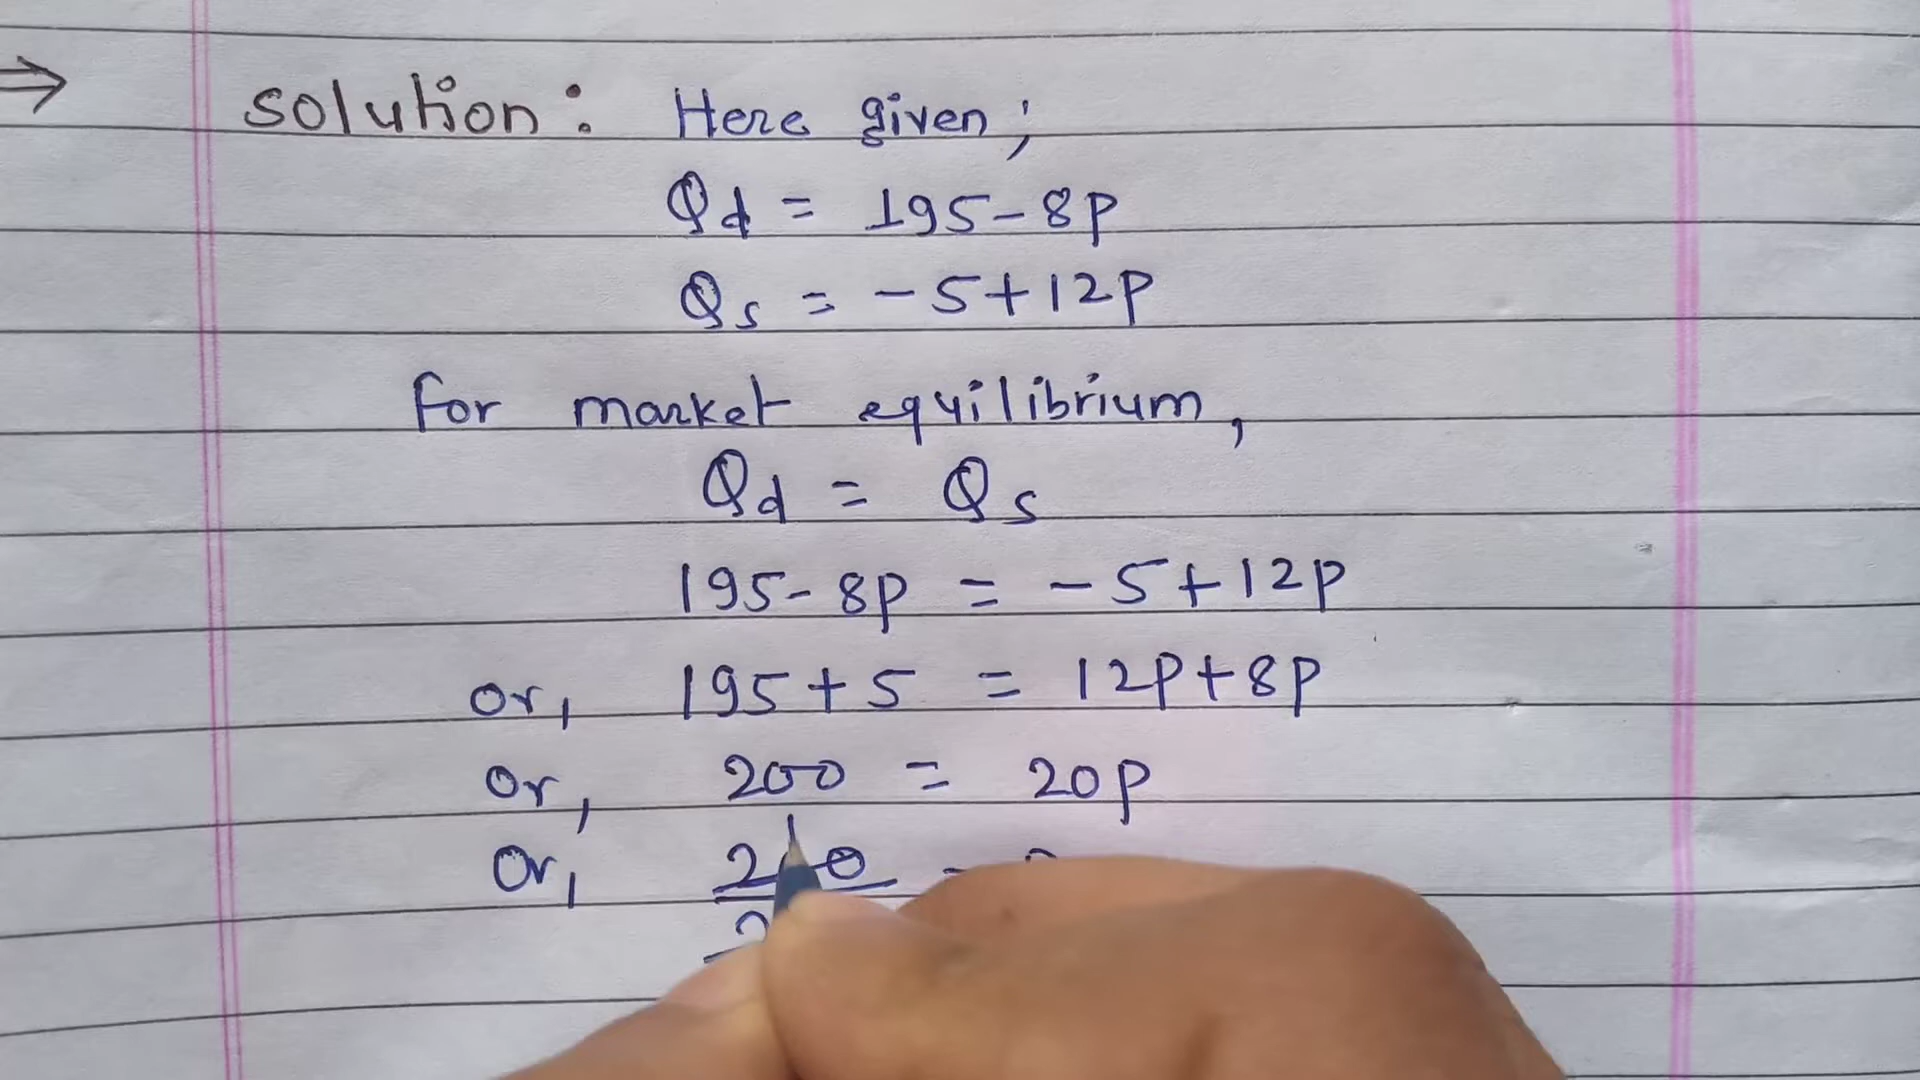 ⇒ Solution: Here given;
Qd = 195-8p
Qs = -5+12p
for market equilibrium,
Qd = Qs
195-8p = -5+12p
or, 195+5 = 12p+8p
or, 200 = 20p
or,